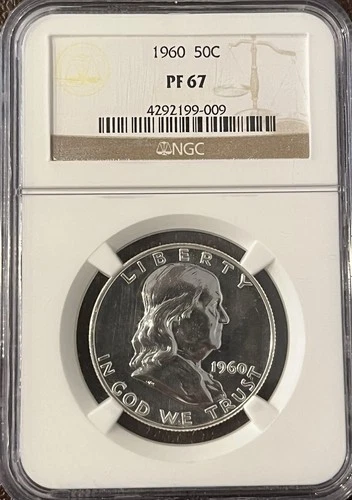 1960 50C
PF 67
4292199-009
NGC
LIBERTY
1960
IN GOD WE TRUST